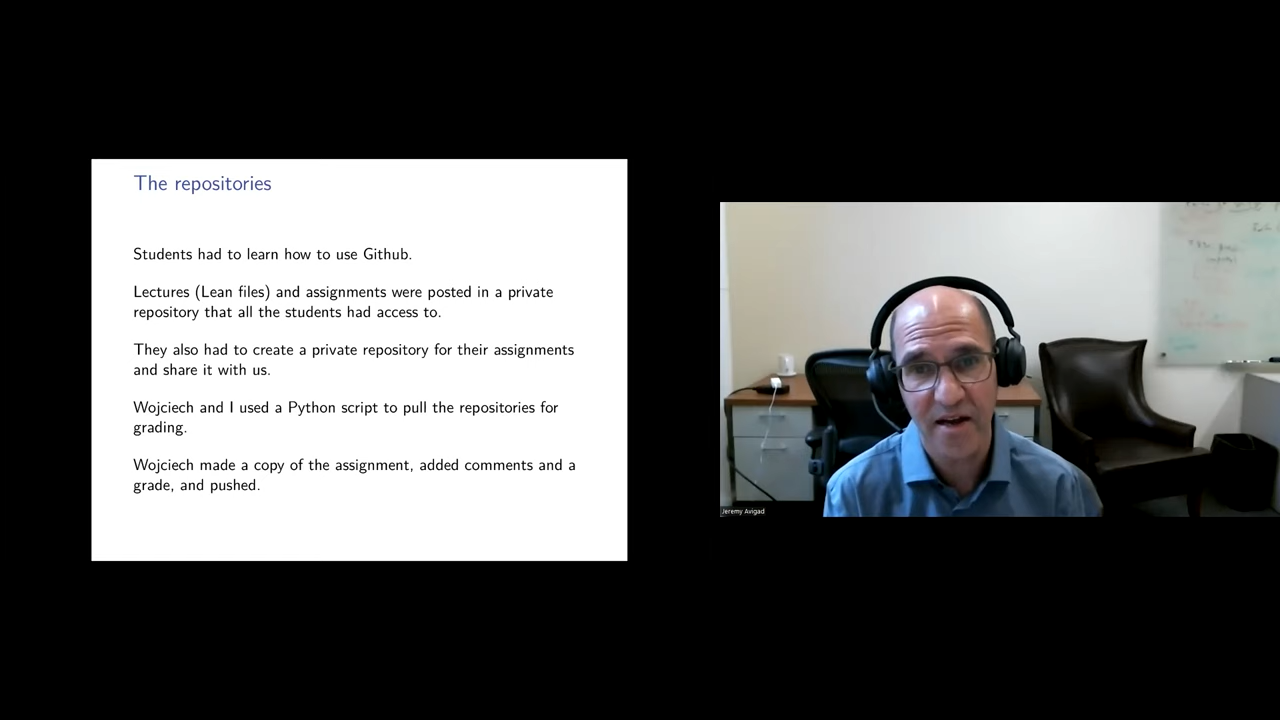 The repositories
Students had to learn how to use Github.
Lectures (Lean files) and assignments were posted in a private
repository that all the students had access to.
They also had to create a private repository for their assignments
and share it with us.
Wojciech and I used a Python script to pull the repositories for
grading.
Wojciech made a copy of the assignment, added comments and a
grade, and pushed.
Jeremy Avigad